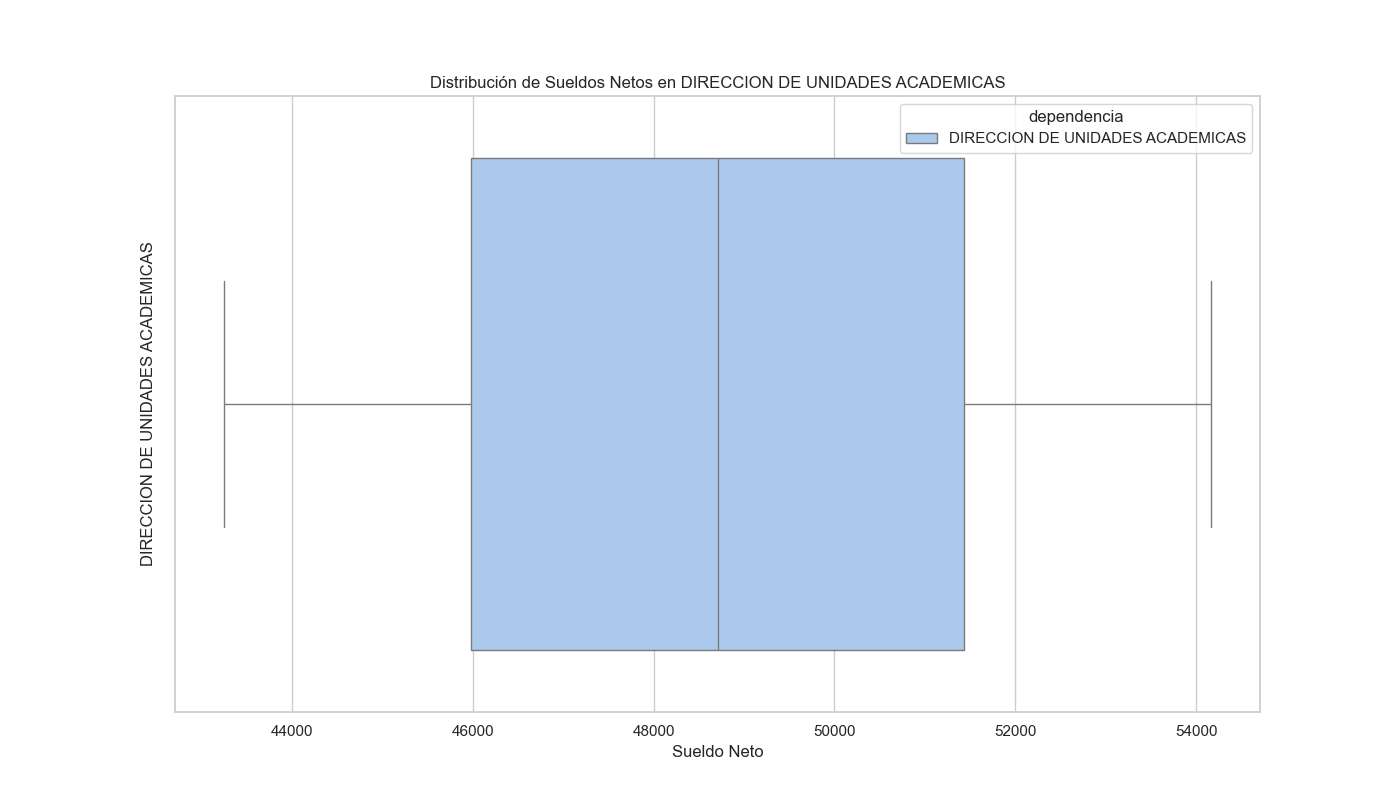 Distribución de Sueldos Netos en DIRECCION DE UNIDADES ACADEMICAS
dependencia
DIRECCION DE UNIDADES ACADEMICAS
DIRECCION DE UNIDADES ACADEMICAS
44000
46000
48000
50000
52000
54000
Sueldo Neto